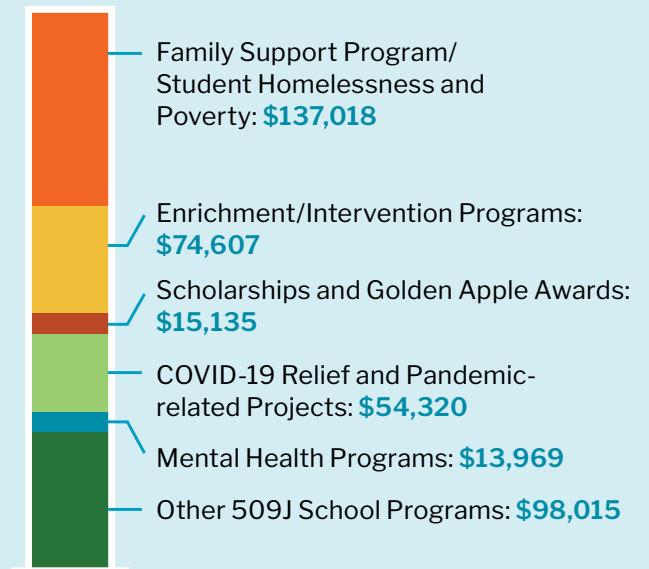 Family Support Program/
Student Homelessness and
Poverty: $137,018
Enrichment/Intervention Programs:
$74,607
Scholarships and Golden Apple Awards:
$15,135
COVID-19 Relief and Pandemic-
related Projects: $54,320
Mental Health Programs: $13,969
Other 509J School Programs: $98,015